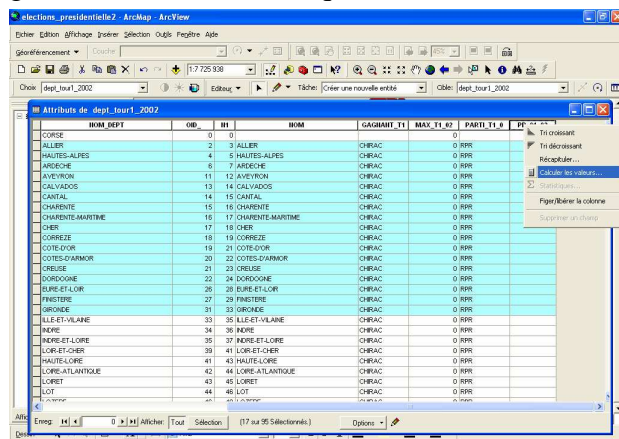 elections_presidentielle2 - ArcMap - ArcView
Fichier Edition Affichage Insérer Sélection Outils Fenêtre Aide
Géoréférencement Couche 45%
1:7 725 938
Choix dept_tour1_2002 Editeur Tâche: Créer une nouvelle entité Cible: dept_tour1_2002
Attributs de dept_tour1_2002
NOM_DEPT OID_ N1 NOM GAGNANT_T1 MAX_T1_02 PARTI_T1_0
CORSE 0 0 0
ALLIER 2 3 ALLIER CHIRAC 0 RPR
HAUTES-ALPES 4 5 HAUTES-ALPES CHIRAC 0 RPR
ARDECHE 6 7 ARDECHE CHIRAC 0 RPR
AVEYRON 11 12 AVEYRON CHIRAC 0 RPR
CALVADOS 13 14 CALVADOS CHIRAC 0 RPR
CANTAL 14 15 CANTAL CHIRAC 0 RPR
CHARENTE 15 16 CHARENTE CHIRAC 0 RPR
CHARENTE-MARITIME 16 17 CHARENTE-MARITIME CHIRAC 0 RPR
CHER 17 18 CHER CHIRAC 0 RPR
CORREZE 18 19 CORREZE CHIRAC 0 RPR
COTE-D'OR 19 21 COTE-D'OR CHIRAC 0 RPR
COTES-D'ARMOR 20 22 COTES-D'ARMOR CHIRAC 0 RPR
CREUSE 21 23 CREUSE CHIRAC 0 RPR
DORDOGNE 22 24 DORDOGNE CHIRAC 0 RPR
EURE-ET-LOIR 26 28 EURE-ET-LOIR CHIRAC 0 RPR
FINISTERE 27 29 FINISTERE CHIRAC 0 RPR
GIRONDE 31 33 GIRONDE CHIRAC 0 RPR
ILLE-ET-VILAINE 33 35 ILLE-ET-VILAINE CHIRAC 0 RPR
INDRE 34 36 INDRE CHIRAC 0 RPR
INDRE-ET-LOIRE 35 37 INDRE-ET-LOIRE CHIRAC 0 RPR
LOIR-ET-CHER 39 41 LOIR-ET-CHER CHIRAC 0 RPR
HAUTE-LOIRE 41 43 HAUTE-LOIRE CHIRAC 0 RPR
LOIRE-ATLANTIQUE 42 44 LOIRE-ATLANTIQUE CHIRAC 0 RPR
LOIRET 43 45 LOIRET CHIRAC 0 RPR
LOT 44 46 LOT CHIRAC 0 RPR
Tri croissant
Tri décroissant
Récapituler...
Calculer les valeurs...
Statistiques...
Figer/libérer la colonne
Supprimer un champ
Enreg: 0 Afficher: Tout Sélection (17 sur 95 Sélectionnés.) Options